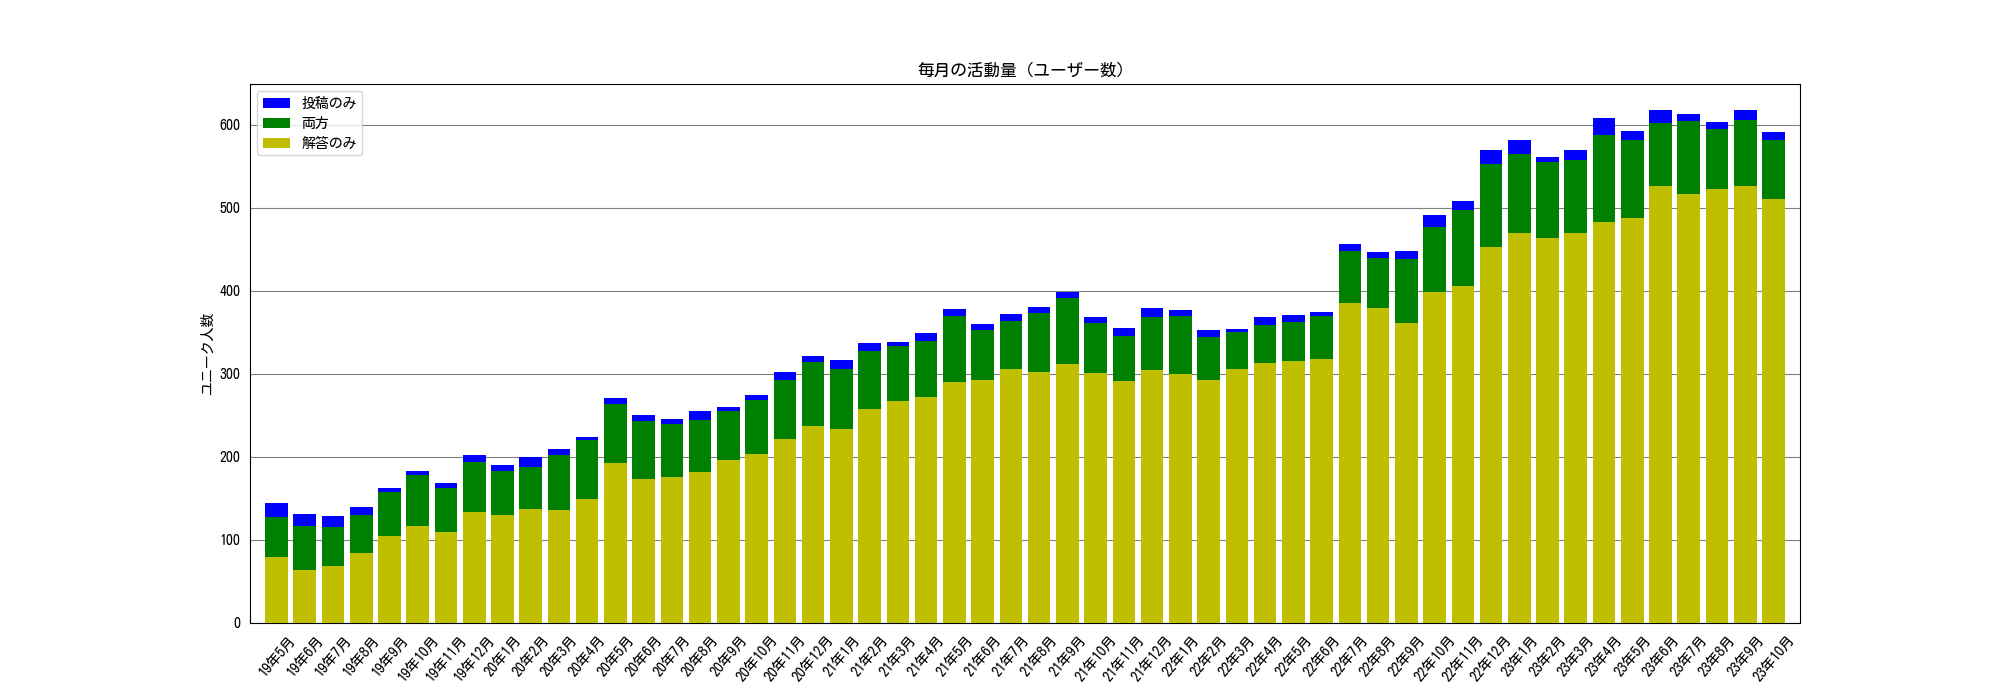 毎月の活動量（ユーザー数）
投稿のみ
両方
解答のみ
ユニーク人数
600
500
400
300
200
100
0
19年5月
19年6月
19年7月
19年8月
19年9月
19年10月
19年11月
19年12月
20年1月
20年2月
20年3月
20年4月
20年5月
20年6月
20年7月
20年8月
20年9月
20年10月
20年11月
20年12月
21年1月
21年2月
21年3月
21年4月
21年5月
21年6月
21年7月
21年8月
21年9月
21年10月
21年11月
21年12月
22年1月
22年2月
22年3月
22年4月
22年5月
22年6月
22年7月
22年8月
22年9月
22年10月
22年11月
22年12月
23年1月
23年2月
23年3月
23年4月
23年5月
23年6月
23年7月
23年8月
23年9月
23年10月